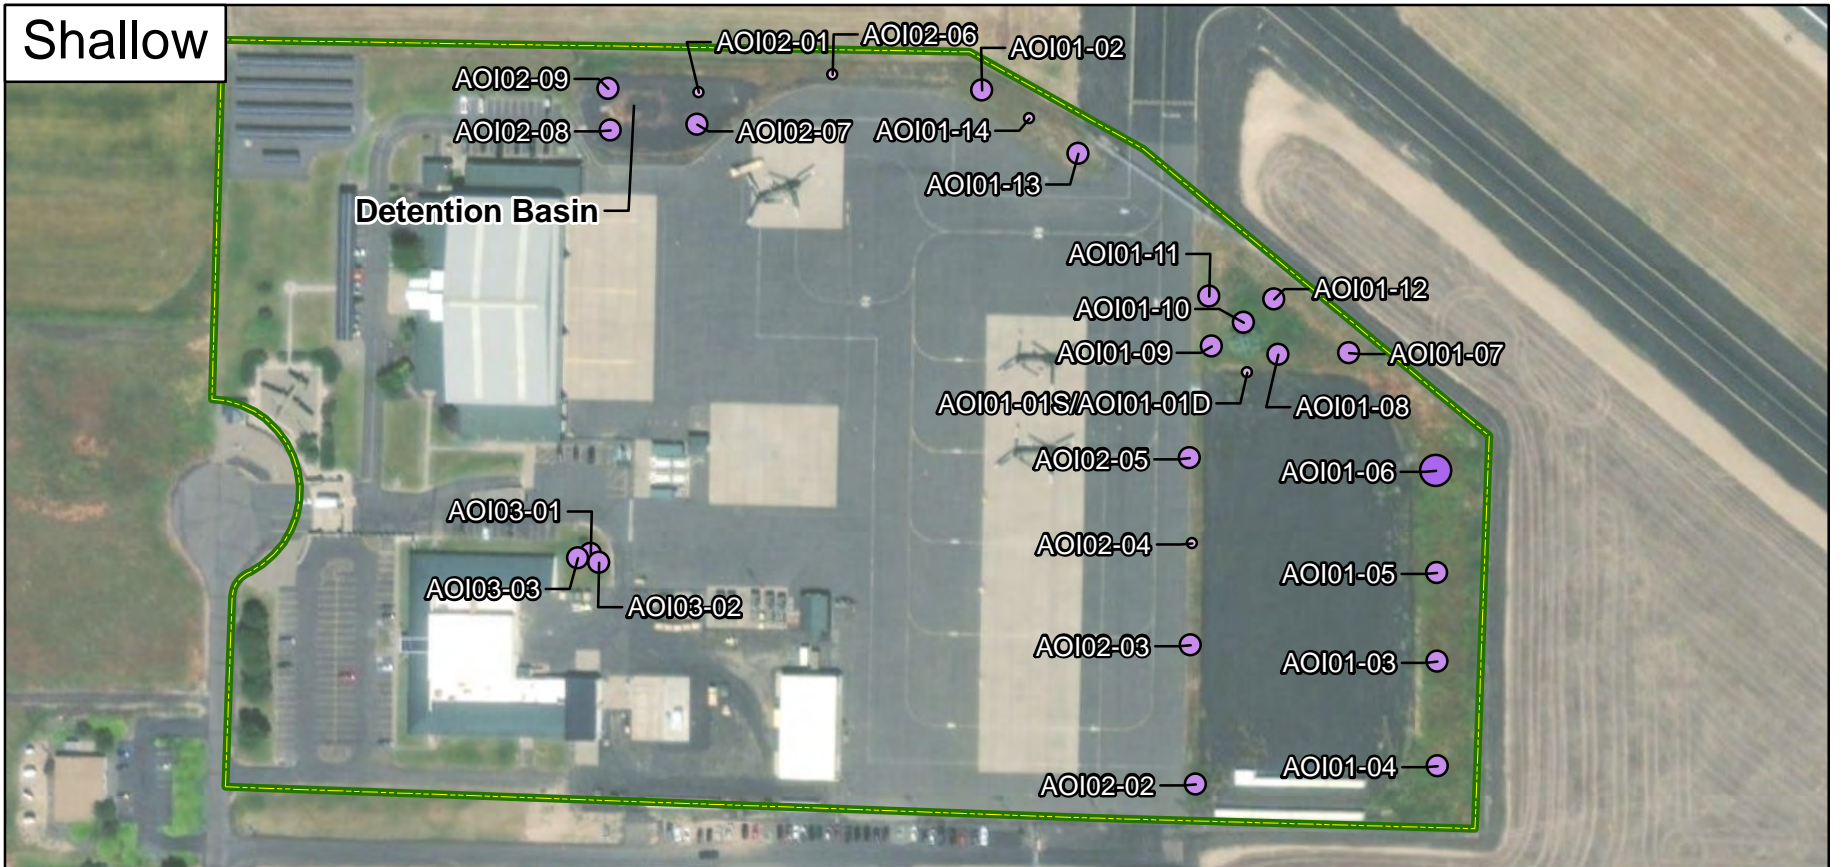 Shallow
AOI02-01
AOI02-06
AOI01-02
AOI02-09
AOI02-08
AOI02-07
AOI01-14
AOI01-13
Detention Basin
AOI01-11
AOI01-12
AOI01-10
AOI01-09
AOI01-07
AOI01-01S/AOI01-01D
AOI01-08
AOI02-05
AOI01-06
AOI03-01
AOI02-04
AOI01-05
AOI03-03
AOI03-02
AOI02-03
AOI01-03
AOI01-04
AOI02-02